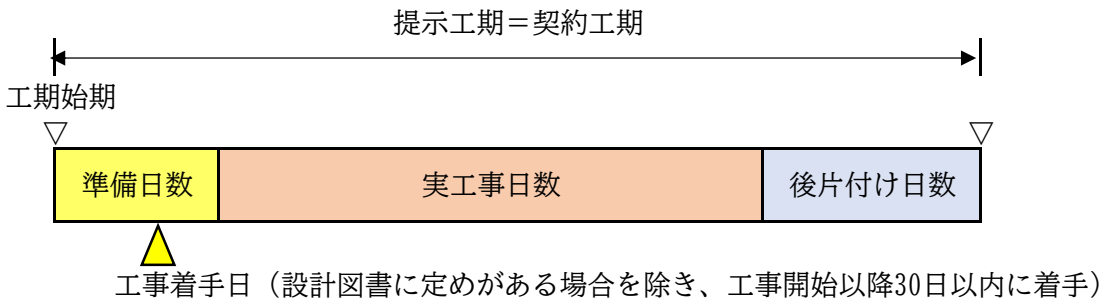 提示工期＝契約工期
工期始期
準備日数
実工事日数
後片付け日数
工事着手日（設計図書に定めがある場合を除き、工事開始以降30日以内に着手）